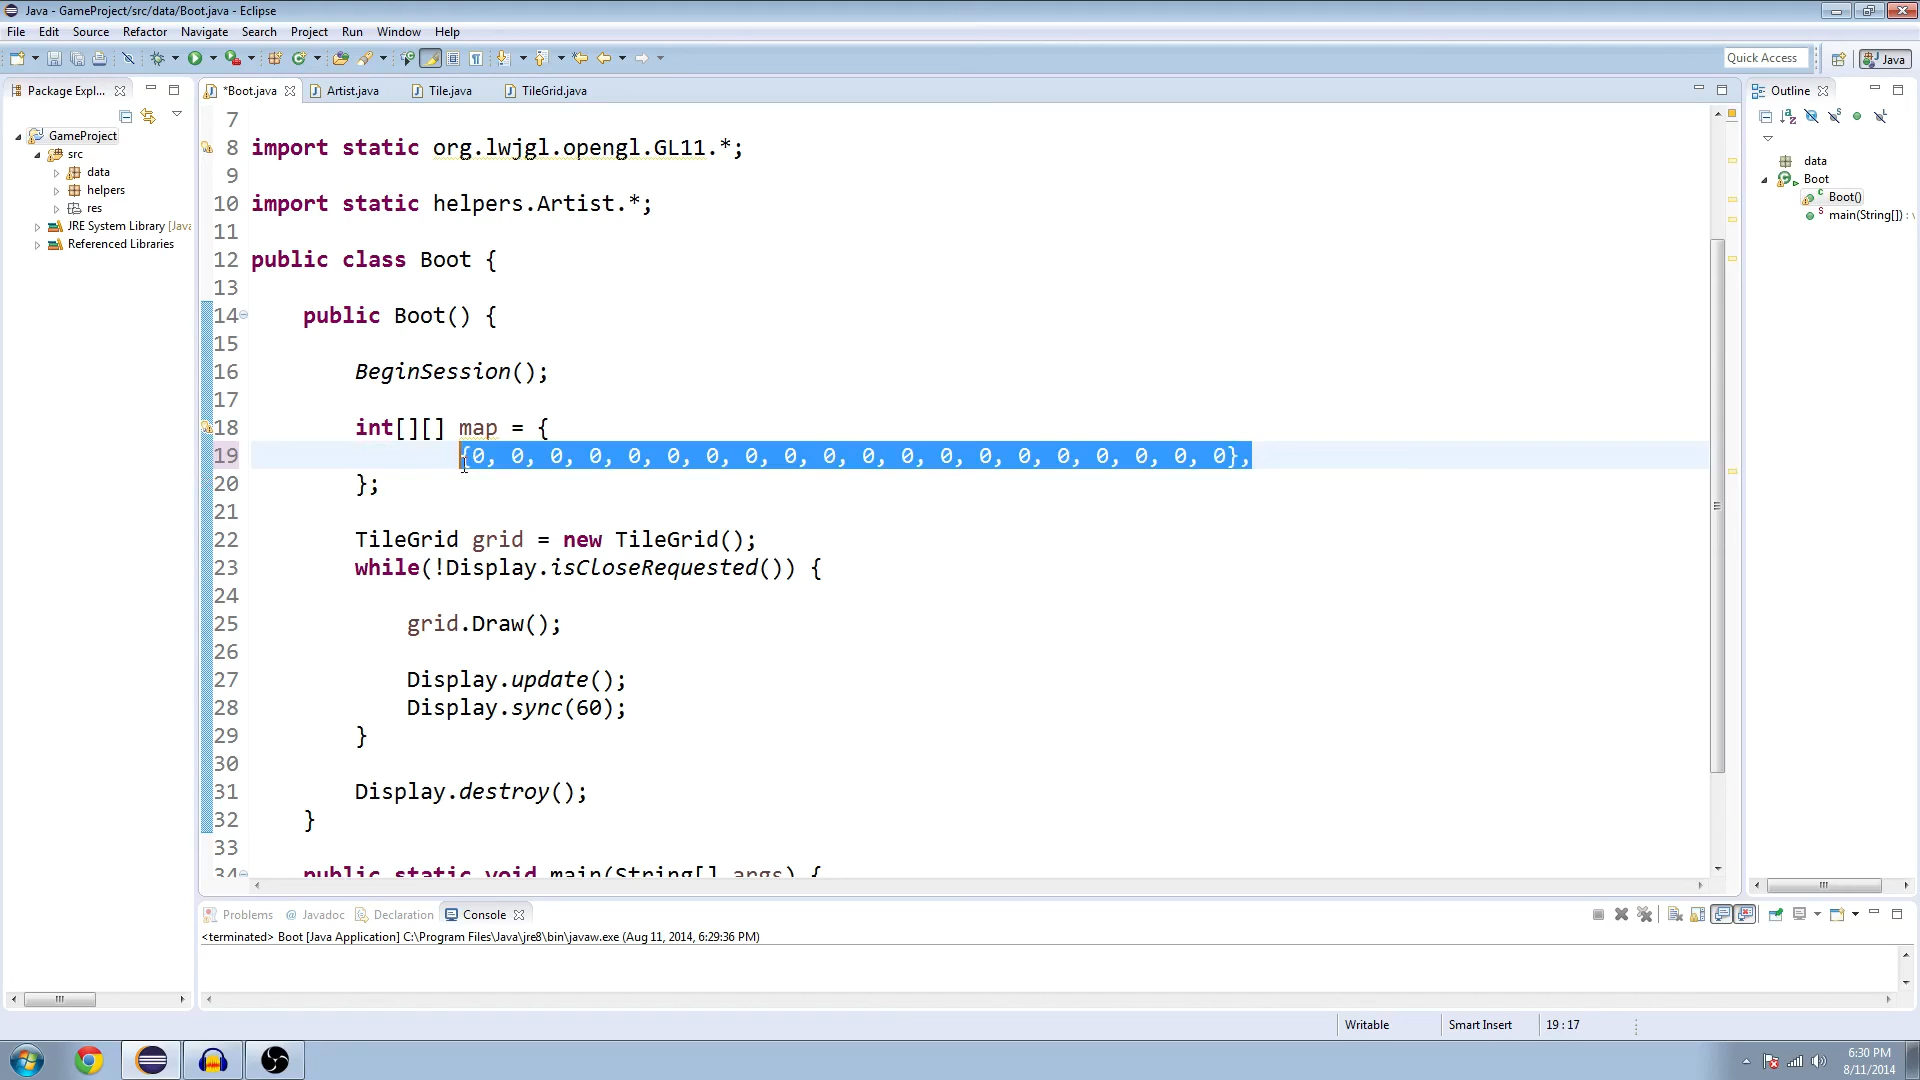 Java - GameProject/src/data/Boot.java - Eclipse
File Edit Source Refactor Navigate Search Project Run Window Help
Quick Access
Java
Package Expl...
*Boot.java
Artist.java
Tile.java
TileGrid.java
Outline
GameProject
src
data
helpers
res
JRE System Library [Java
Referenced Libraries
7
8 import static org.lwjgl.opengl.GL11.*;
9
10 import static helpers.Artist.*;
11
12 public class Boot {
13
14 public Boot() {
15
16 BeginSession();
17
18 int[][] map = {
19 {0, 0, 0, 0, 0, 0, 0, 0, 0, 0, 0, 0, 0, 0, 0, 0, 0, 0, 0, 0},
20 };
21
22 TileGrid grid = new TileGrid();
23 while(!Display.isCloseRequested()) {
24
25 grid.Draw();
26
27 Display.update();
28 Display.sync(60);
29 }
30
31 Display.destroy();
32 }
33
34 public static void main(String[] args) {
data
Boot
Boot()
main(String[]) :
Problems
@ Javadoc
Declaration
Console
<terminated> Boot [Java Application] C:\Program Files\Java\jre8\bin\javaw.exe (Aug 11, 2014, 6:29:36 PM)
Writable
Smart Insert
19 : 17
6:30 PM
8/11/2014